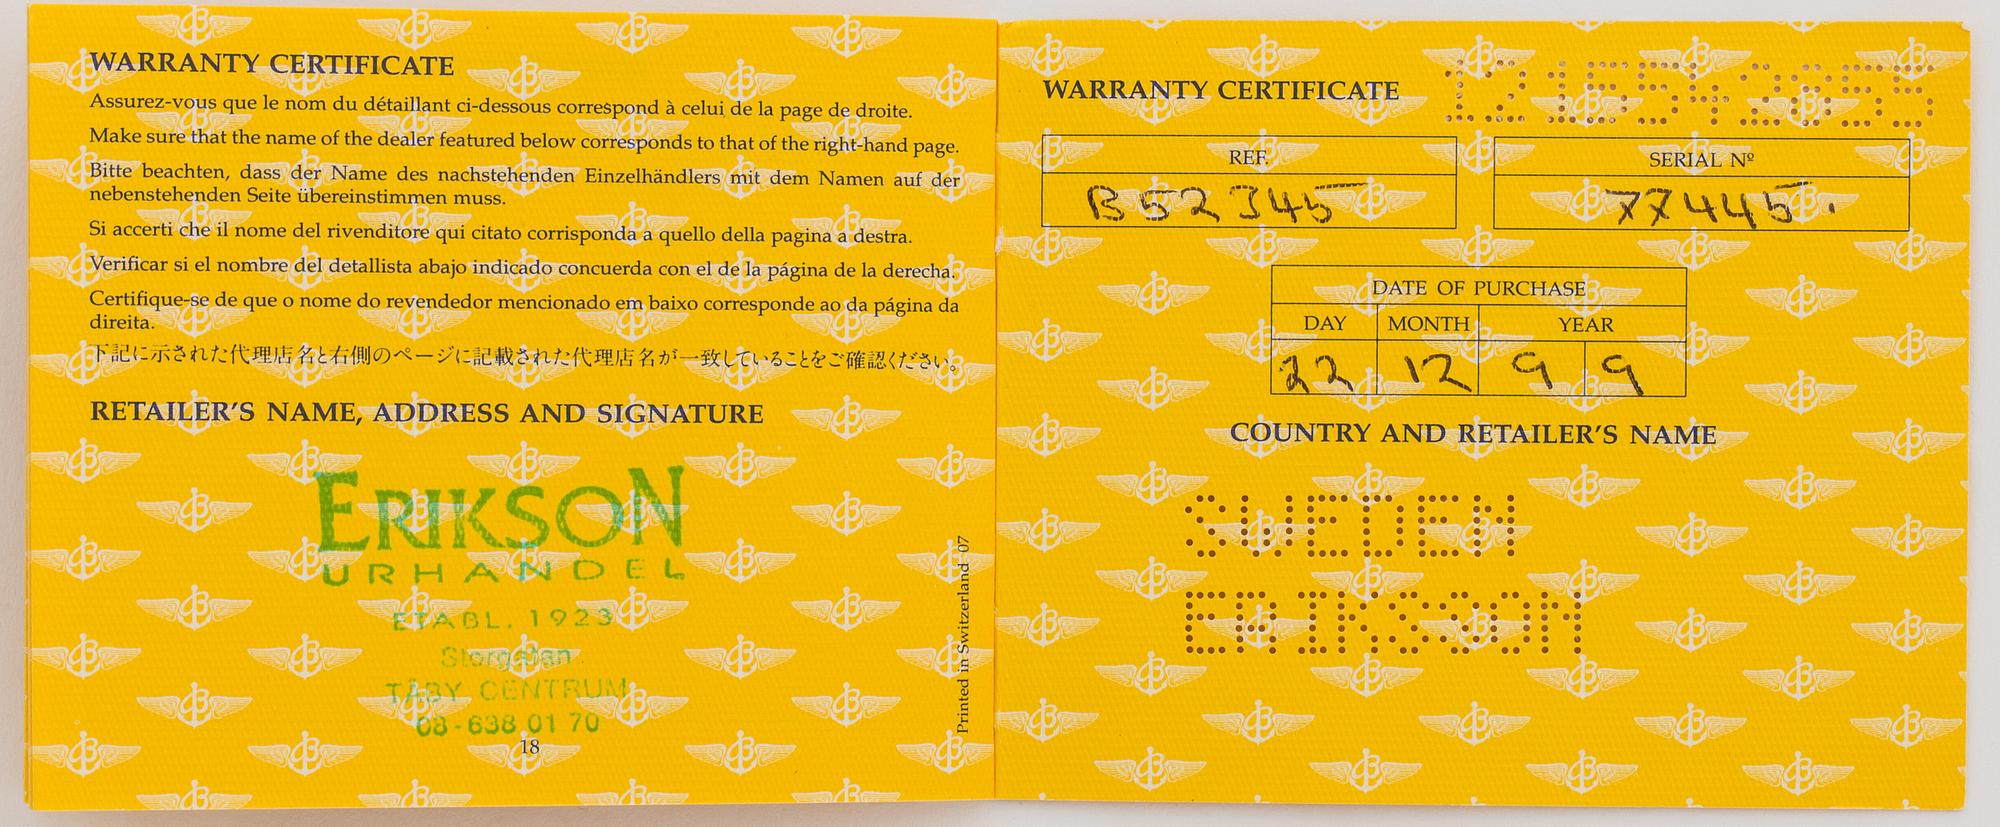 WARRANTY CERTIFICATE
Assurez-vous que le nom du détaillant ci-dessous correspond à celui de la page de droite.
Make sure that the name of the dealer featured below corresponds to that of the right-hand page.
Bitte beachten, dass der Name des nachstehenden Einzelhändlers mit dem Namen auf der
nebenstehenden Seite übereinstimmen muss.
Si accerti che il nome del rivenditore qui citato corrisponda a quello della pagina a destra.
Verificar si el nombre del detallista abajo indicado concuerda con el de la página de la derecha.
Certifique-se de que o nome do revendedor mencionado em baixo corresponde ao da página da
direita.
下記に示された代理店名と右側のページに記載された代理店名が一致していることをご確認ください。
RETAILER'S NAME, ADDRESS AND SIGNATURE
ERIKSON
URHANDEL
ETABL. 1923
Storgatan
TÄBY CENTRUM
08-638 01 70
18
Printed in Switzerland '07
WARRANTY CERTIFICATE
REF.
B52345
SERIAL Nº
77445.
DATE OF PURCHASE
DAY MONTH YEAR
22 12 9 9
COUNTRY AND RETAILER'S NAME
SWEDEN
ERIKSSON